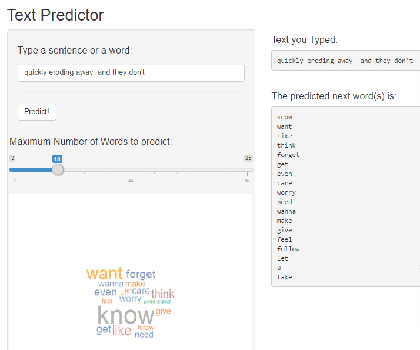 Text Predictor
Type a sentence or a word:
quickly eroding away and they don't
Predict!
Maximum Number of Words to predict:
18
Text you Typed:
quickly eroding away and they don't
The predicted next word(s) is:
know
want
like
think
forget
get
even
care
worry
need
wanna
make
give
feel
follow
let
take
want forget
wanna make
even care think
feel worry understand
know give
get like follow
need